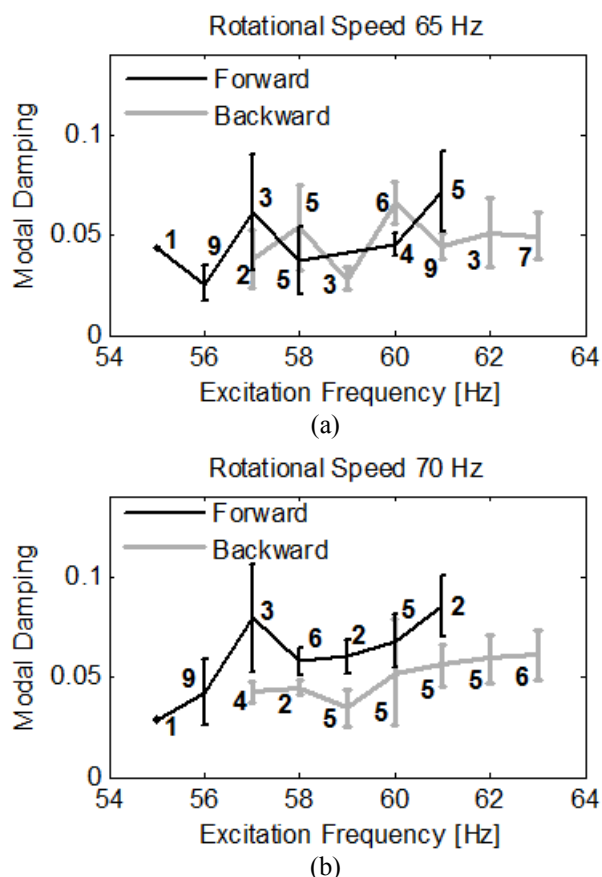 Rotational Speed 65 Hz
Forward
Backward
0.1
0.05
0
Modal Damping
1 9 3 2 5 5 3 6 4 9 5 3 7
54 56 58 60 62 64
Excitation Frequency [Hz]
(a)
Rotational Speed 70 Hz
Forward
Backward
0.1
0.05
0
Modal Damping
1 9 3 4 6 2 2 5 5 5 2 5 5 6
54 56 58 60 62 64
Excitation Frequency [Hz]
(b)